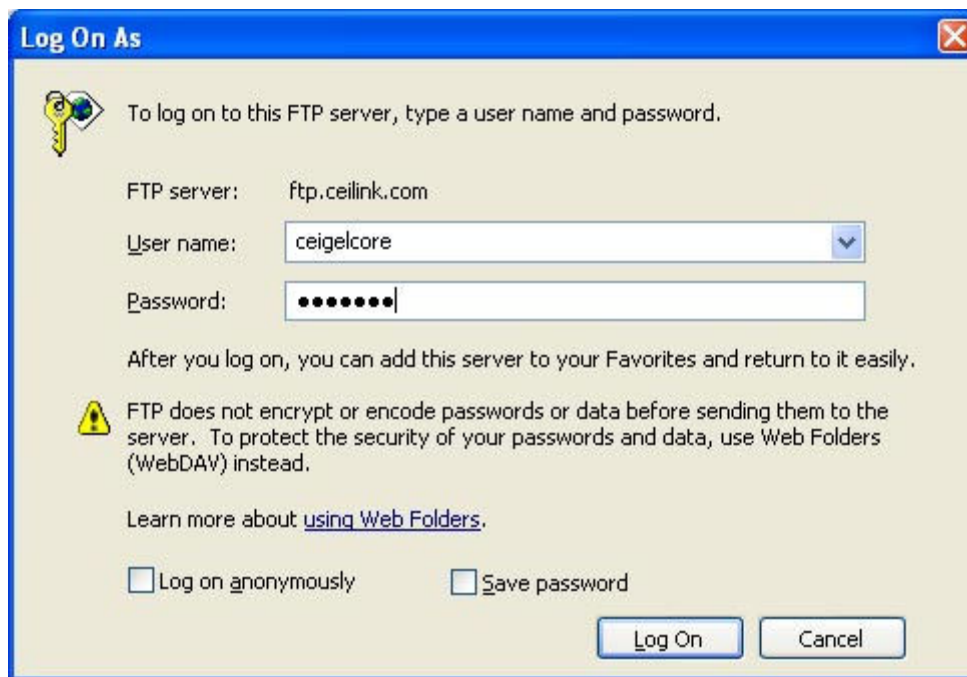 Log On As
To log on to this FTP server, type a user name and password.
FTP server: ftp.ceilink.com
User name: ceigelcore
Password: •••••••
After you log on, you can add this server to your Favorites and return to it easily.
FTP does not encrypt or encode passwords or data before sending them to the
server. To protect the security of your passwords and data, use Web Folders
(WebDAV) instead.
Learn more about using Web Folders.
Log on anonymously Save password
Log On Cancel